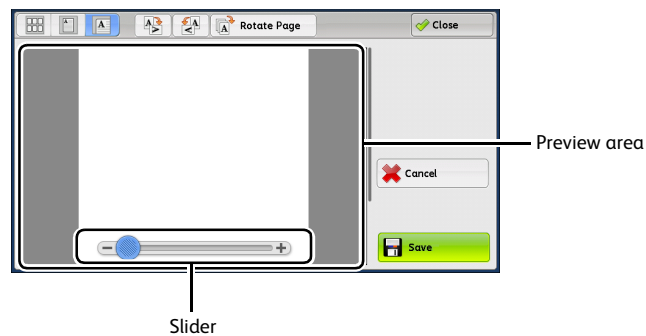 Rotate Page
Close
Preview area
Cancel
Save
Slider